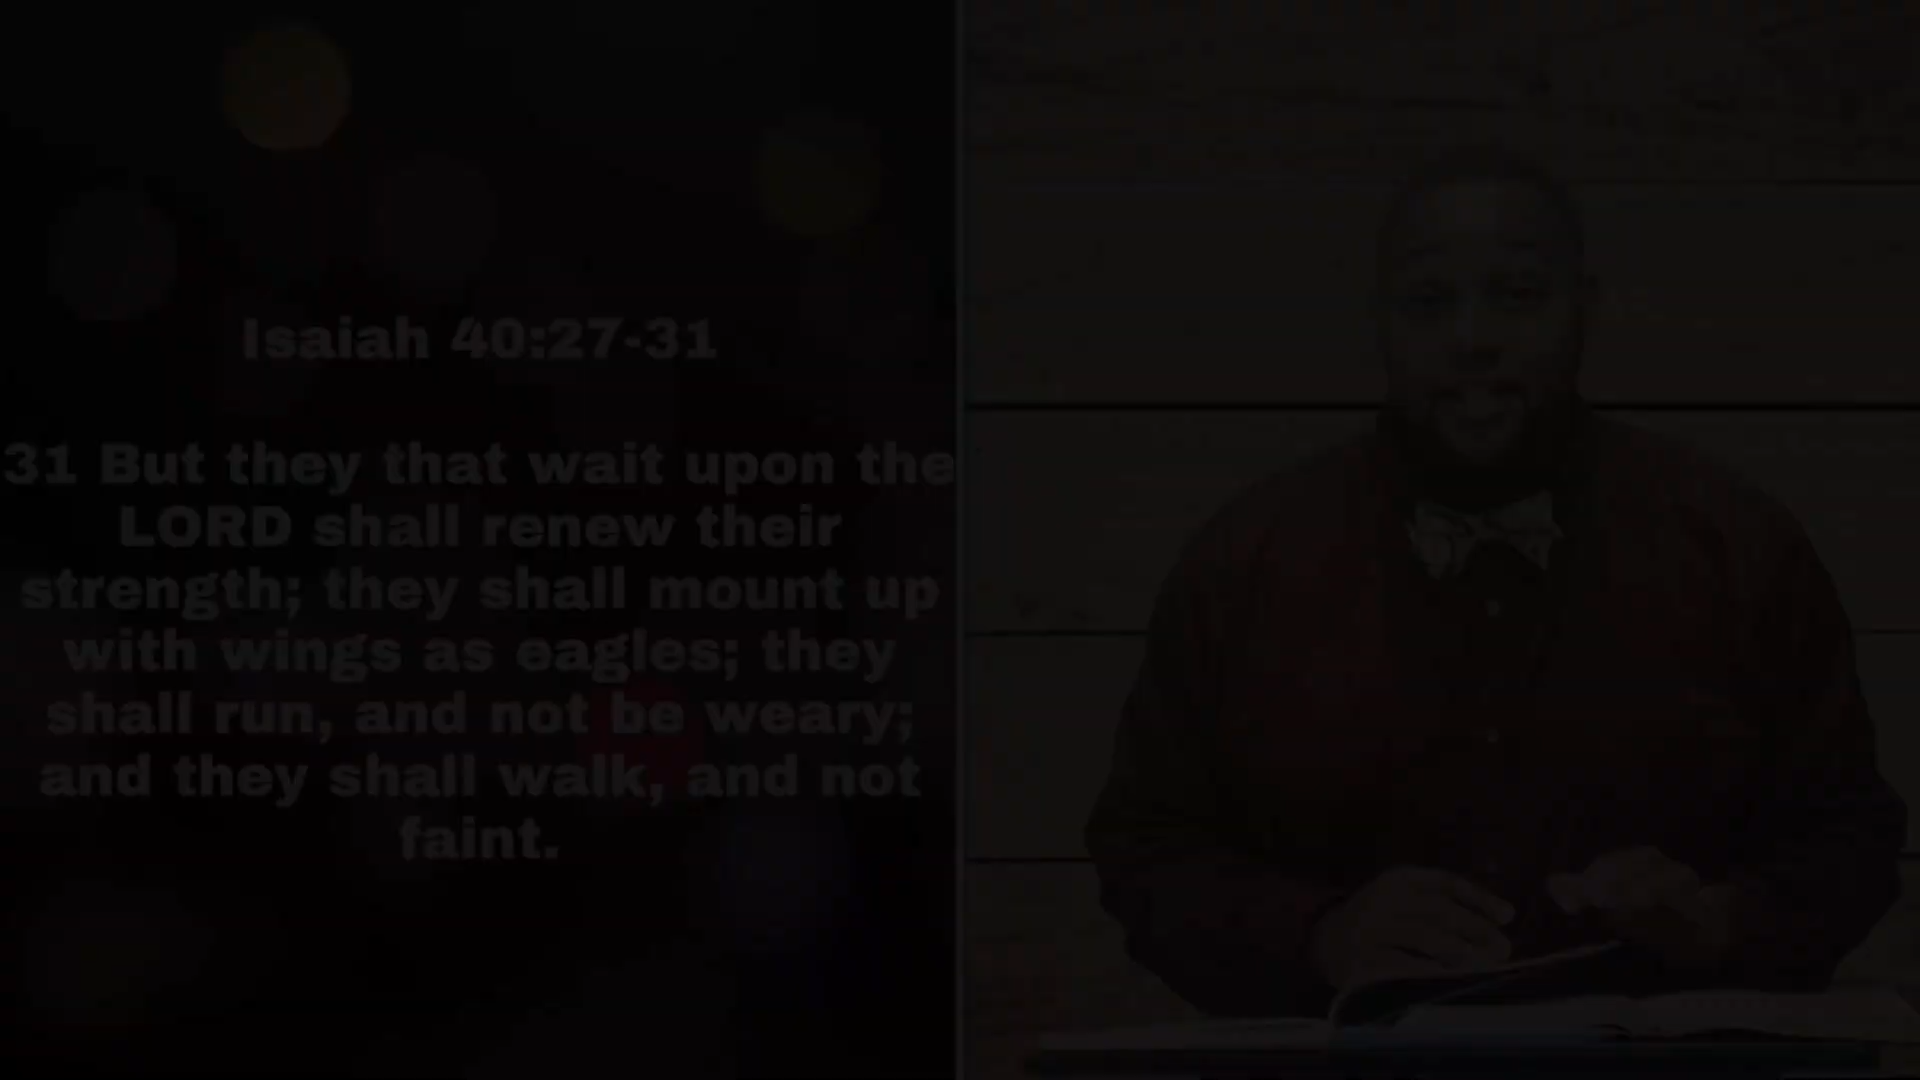 Isaiah 40:27-31
31 But they that wait upon the
LORD shall renew their
strength; they shall mount up
with wings as eagles; they
shall run, and not be weary;
and they shall walk, and not
faint.